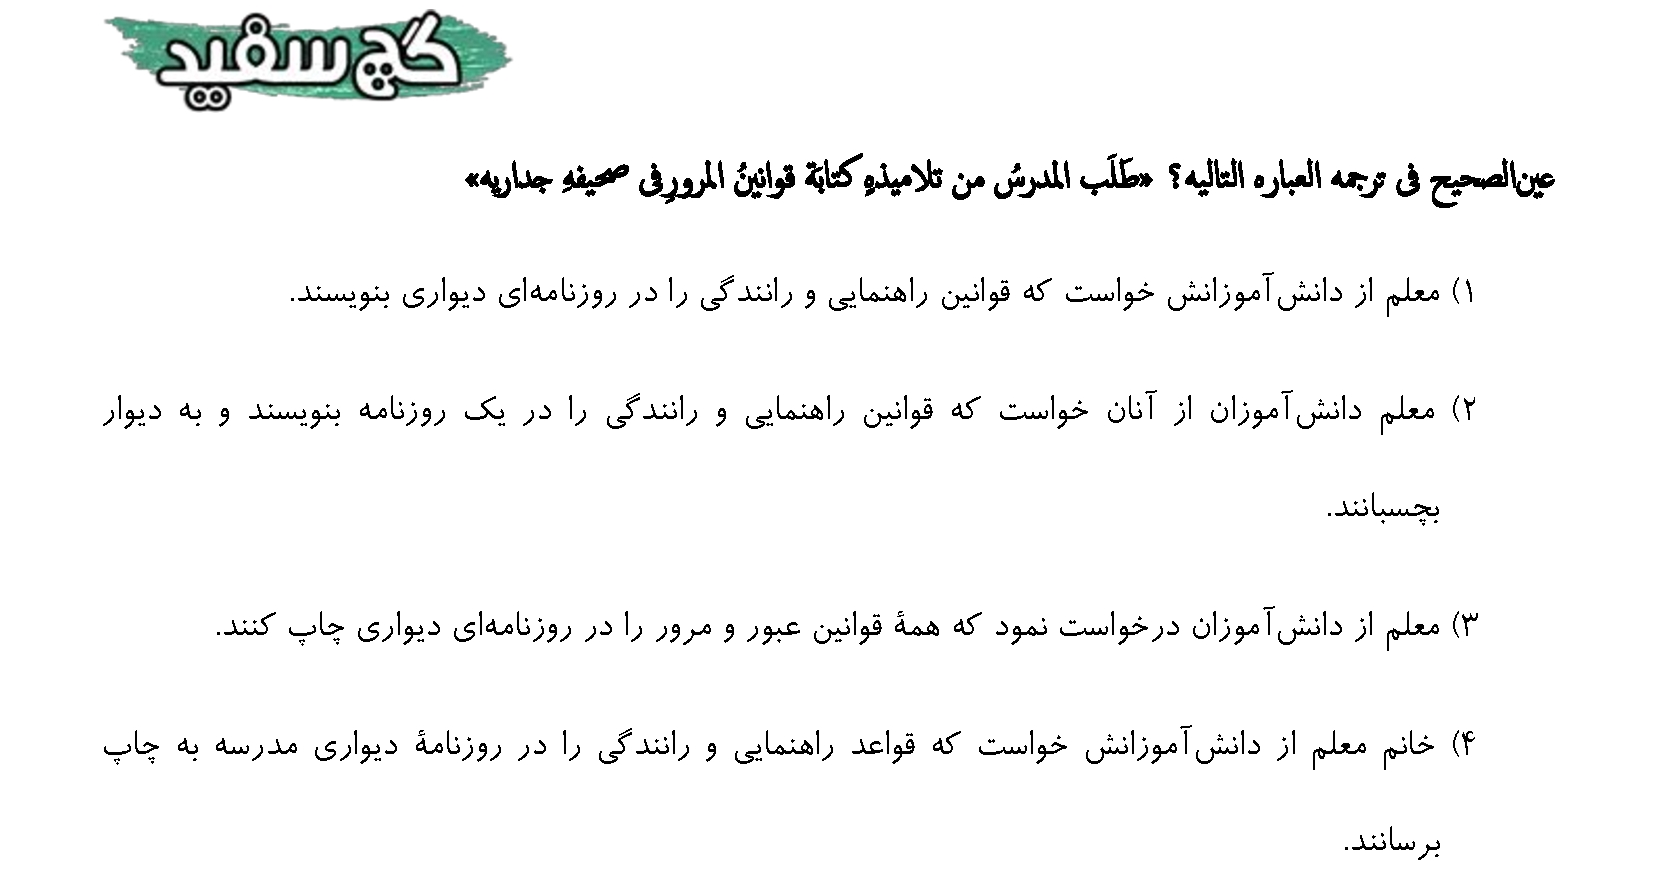 گچ سفید
عین‌الصحیح فی ترجمه العباره التالیه؟ «طَلَب المدرسُ من تلامیذهِ کتابَة قوانینُ المرورِفی صحیفهِ جداریه»
۱) معلم از دانش‌آموزانش خواست که قوانین راهنمایی و رانندگی را در روزنامه‌ای دیواری بنویسند.
۲) معلم دانش‌آموزان از آنان خواست که قوانین راهنمایی و رانندگی را در یک روزنامه بنویسند و به دیوار
بچسبانند.
۳) معلم از دانش‌آموزان درخواست نمود که همهٔ قوانین عبور و مرور را در روزنامه‌ای دیواری چاپ کنند.
۴) خانم معلم از دانش‌آموزانش خواست که قواعد راهنمایی و رانندگی را در روزنامهٔ دیواری مدرسه به چاپ
برسانند.